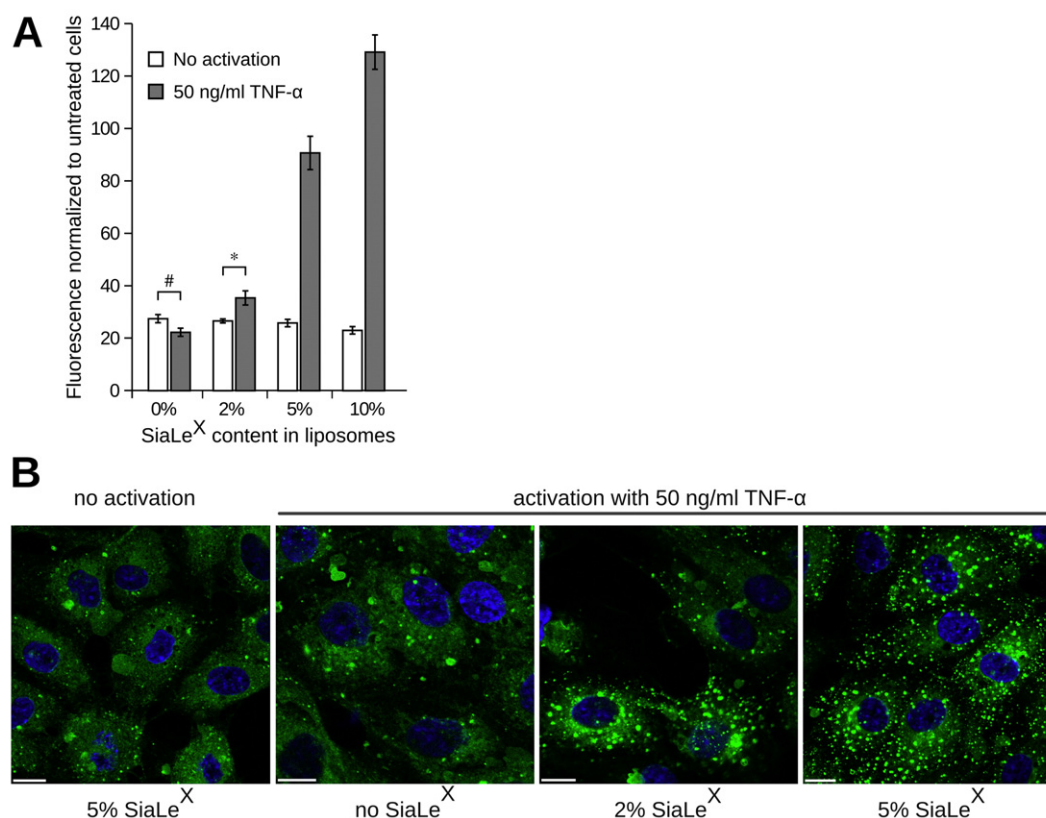 A
Fluorescence normalized to untreated cells
140
120
100
80
60
40
20
0
No activation
50 ng/ml TNF-α
#
*
0% 2% 5% 10%
SiaLeX content in liposomes
B
no activation
activation with 50 ng/ml TNF-α
5% SiaLeX
no SiaLeX
2% SiaLeX
5% SiaLeX